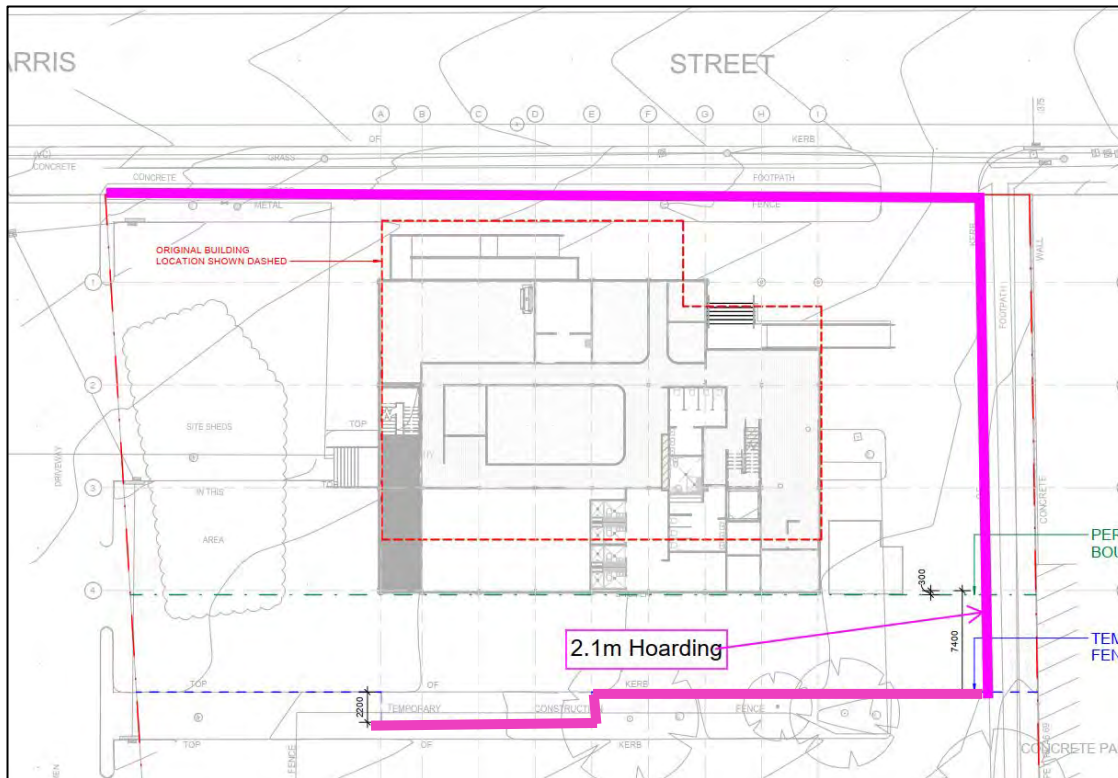 ARRIS STREET
A B C D E F G H I
OF KERB
GRASS
CONCRETE
CONCRETE FOOTPATH
METAL FENCE
KERB
WALL
ORIGINAL BUILDING
LOCATION SHOWN DASHED
1
FOOTPATH
2
SITE SHEDS
TOP
DRIVEWAY
3
IN THIS
CONCRETE
AREA
PER
BOU
300
4
7400
2.1m Hoarding
TEM
FEN
TOP OF KERB
2200
TEMPORARY CONSTRUCTION FENCE
TOP OF KERB
FENCE
CONCRETE PA